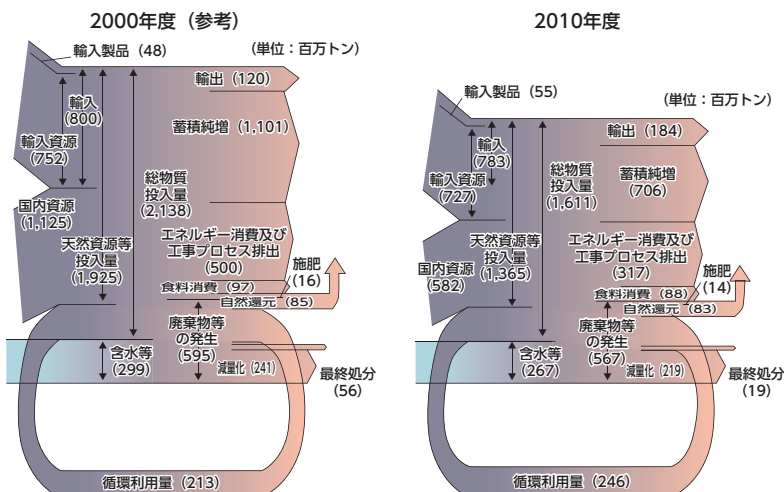 2000年度（参考）
輸入製品（48）
（単位：百万トン）
輸出（120）
輸入
（800）
蓄積純増（1,101）
輸入資源
（752）
総物質
投入量
（2,138）
国内資源
（1,125）
天然資源等
投入量
（1,925）
エネルギー消費及び
工事プロセス排出
（500）
施肥
（16）
食料消費（97）
自然還元（85）
廃棄物等
の発生
（595）
含水等
（299）
減量化（241）
最終処分
（56）
循環利用量（213）
2010年度
輸入製品（55）
（単位：百万トン）
輸出（184）
輸入
（783）
蓄積純増
（706）
輸入資源
（727）
総物質
投入量
（1,611）
国内資源
（582）
天然資源等
投入量
（1,365）
エネルギー消費及び
工事プロセス排出
（317）
施肥
（14）
食料消費（88）
自然還元（83）
廃棄物等
の発生
（567）
含水等
（267）
減量化（219）
最終処分
（19）
循環利用量（246）